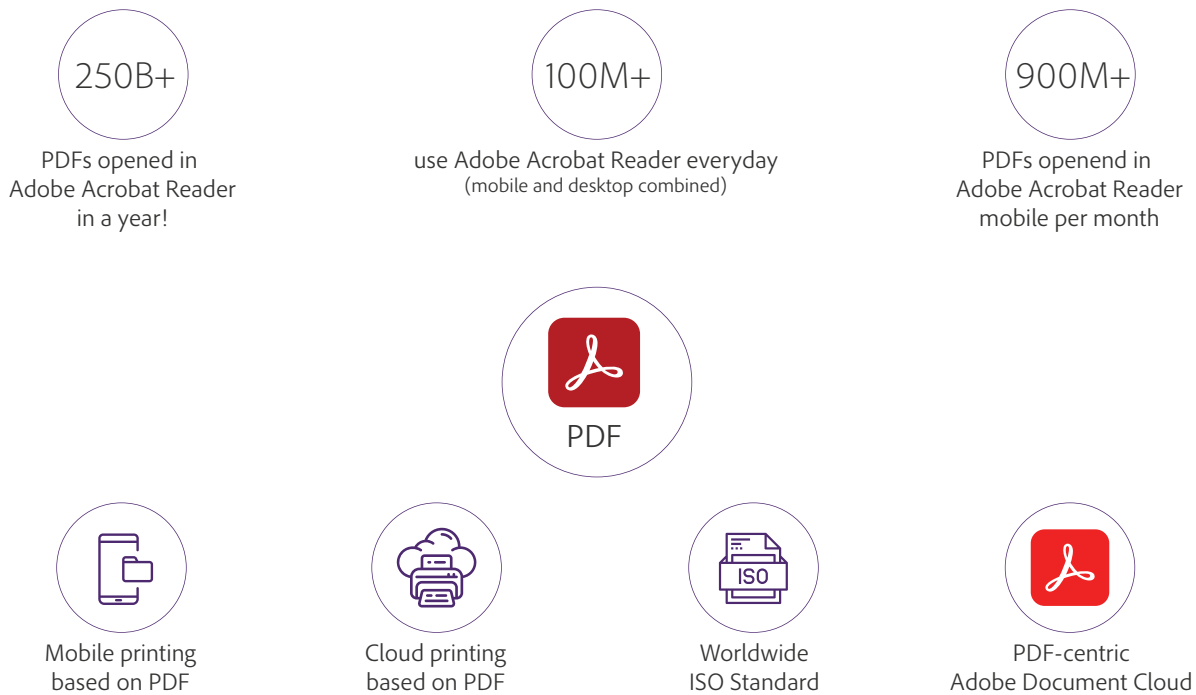 250B+
PDFs opened in
Adobe Acrobat Reader
in a year!
100M+
use Adobe Acrobat Reader everyday
(mobile and desktop combined)
900M+
PDFs openend in
Adobe Acrobat Reader
mobile per month
PDF
Mobile printing
based on PDF
Cloud printing
based on PDF
ISO
Worldwide
ISO Standard
PDF-centric
Adobe Document Cloud